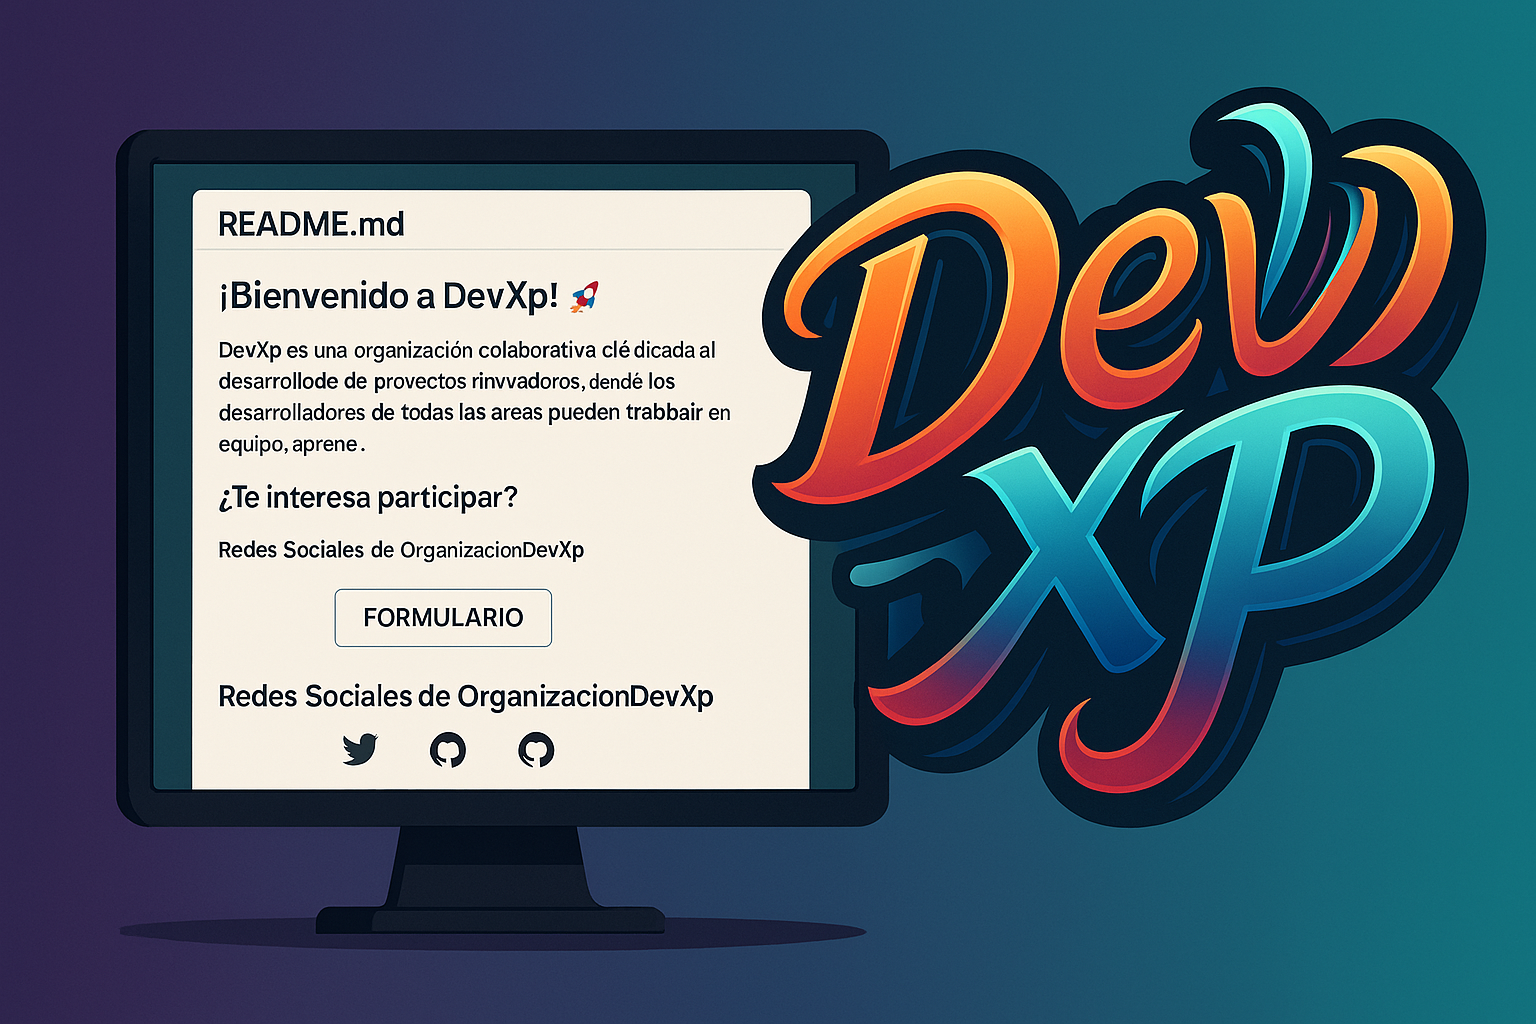 README.md
¡Bienvenido a DevXp! 🚀
DevXp es una organización colaborativa clé dicada al
desarrollode de provectos rinvvadoros, dendé los
desarrolladores de todas las areas pueden trabbair en
equipo, aprene.
¿Te interesa participar?
Redes Sociales de OrganizacionDevXp
FORMULARIO
Redes Sociales de OrganizacionDevXp
Dev
XP